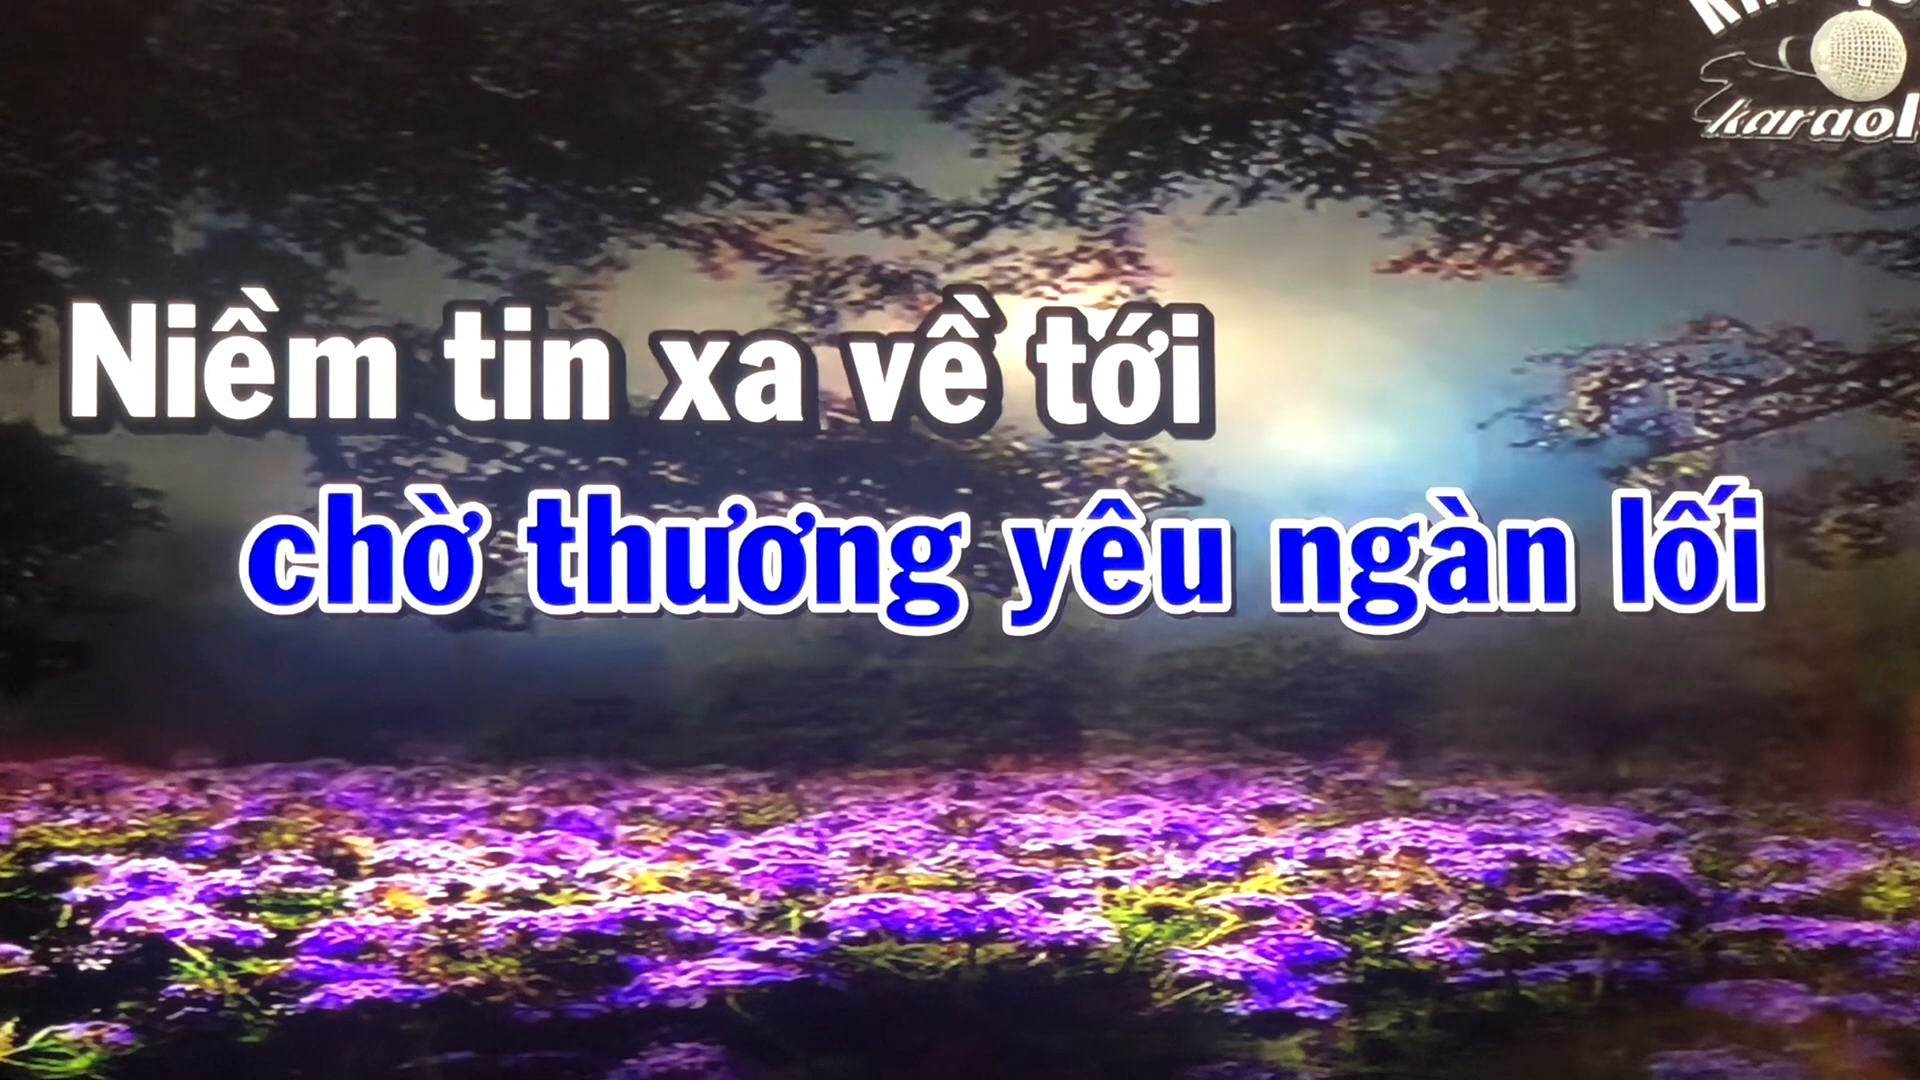 Niềm tin xa về tới
chờ thương yêu ngàn lối